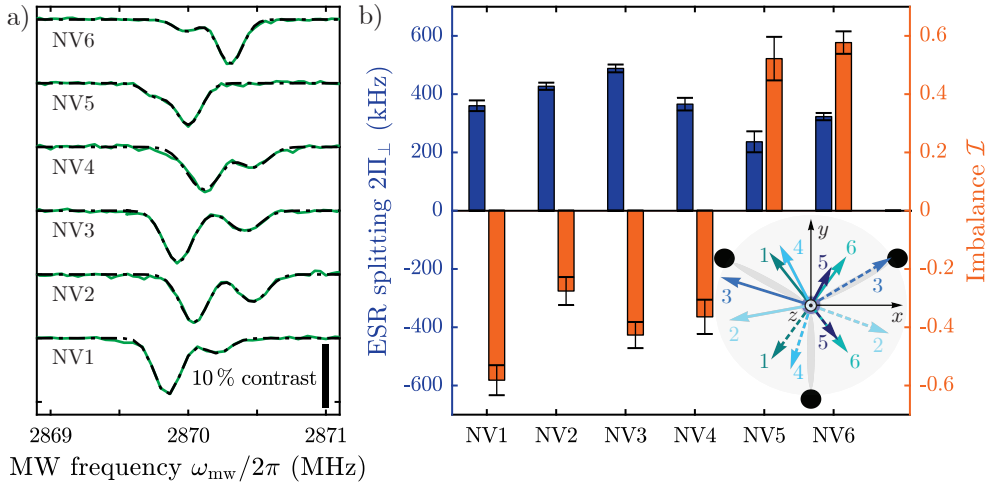 a)
NV6
NV5
NV4
NV3
NV2
NV1
10 % contrast
2869
2870
2871
MW frequency ω_mw/2π (MHz)
b)
ESR splitting 2Π_⊥ (kHz)
600
400
200
0
-200
-400
-600
NV1
NV2
NV3
NV4
NV5
NV6
0.6
0.4
0.2
0
-0.2
-0.4
-0.6
Imbalance ℐ
y
1
4
5
6
3
3
z
x
2
2
1
4
5
6